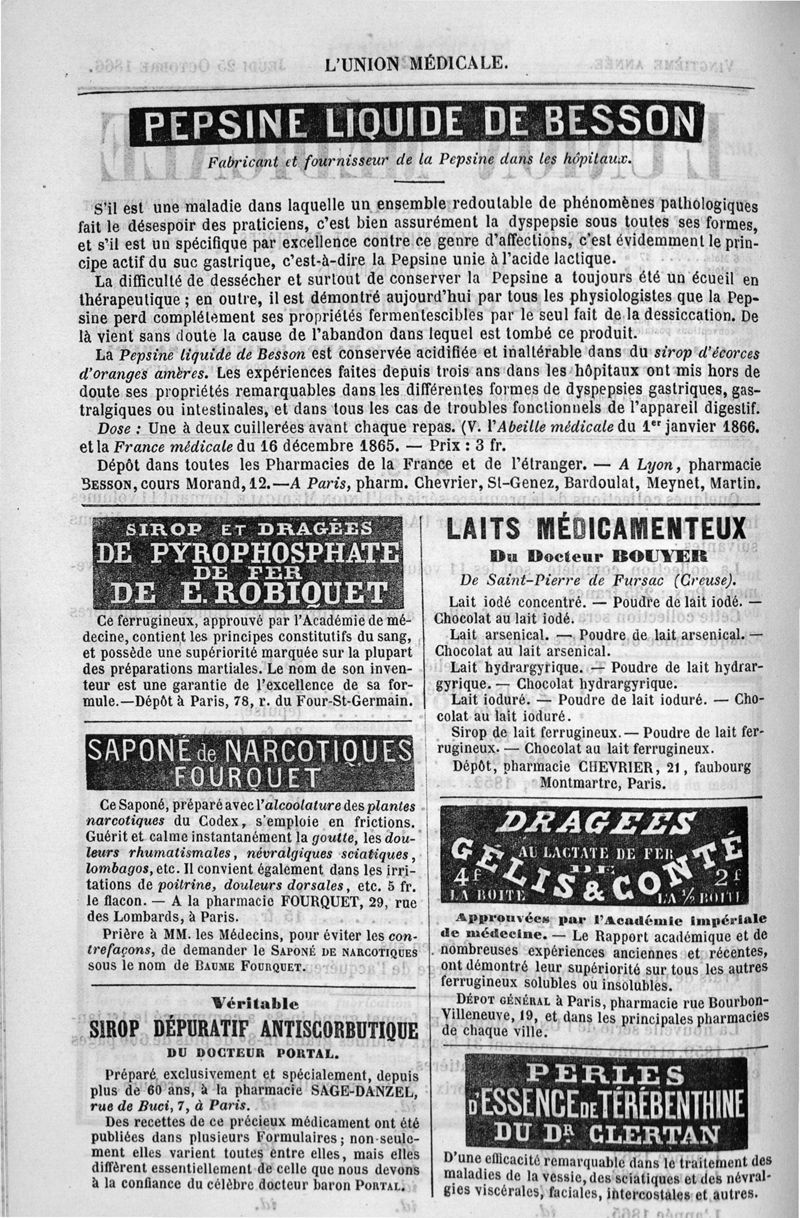 L'UNION MÉDICALE.
PEPSINE LIQUIDE DE BESSON
Fabricant et fournisseur de la Pepsine dans les hôpitaux.
S'il est une maladie dans laquelle un ensemble redoutable de phénomènes pathologiques
fait le désespoir des praticiens, c'est bien assurément la dyspepsie sous toutes ses formes,
et s'il est un spécifique par excellence contre ce genre d'affections, c'est évidemment le prin-
cipe actif du suc gastrique, c'est-à-dire la Pepsine unie à l'acide lactique.
La difficulté de dessécher et surtout de conserver la Pepsine a toujours été un écueil en
thérapeutique ; en outre, il est démontré aujourd'hui par tous les physiologistes que la Pep-
sine perd complétement ses propriétés fermentescibles par le seul fait de la dessiccation. De
là vient sans doute la cause de l'abandon dans lequel est tombé ce produit.
La Pepsine liquide de Besson est conservée acidifiée et inaltérable dans du sirop d'écorces
d'oranges amères. Les expériences faites depuis trois ans dans les hôpitaux ont mis hors de
doute ses propriétés remarquables dans les différentes formes de dyspepsies gastriques, gas-
tralgiques ou intestinales, et dans tous les cas de troubles fonctionnels de l'appareil digestif.
Dose : Une à deux cuillerées avant chaque repas. (V. l'Abeille médicale du 1er janvier 1866.
et la France médicale du 16 décembre 1865. — Prix : 3 fr.
Dépôt dans toutes les Pharmacies de la France et de l'étranger. — A Lyon, pharmacie
BESSON, cours Morand, 12.—A Paris, pharm. Chevrier, St-Genez, Bardoulat, Meynet, Martin.
SIROP ET DRAGÉES
DE PYROPHOSPHATE
DE FER
DE E. ROBIQUET
Ce ferrugineux, approuvé par l'Académie de mé-
decine, contient les principes constitutifs du sang,
et possède une supériorité marquée sur la plupart
des préparations martiales. Le nom de son inven-
teur est une garantie de l'excellence de sa for-
mule.—Dépôt à Paris, 78, r. du Four-St-Germain.
SAPONÉ de NARCOTIQUES
FOURQUET
Ce Saponé, préparé avec l'alcoolature des plantes
narcotiques du Codex, s'emploie en frictions.
Guérit et calme instantanément la goutte, les dou-
leurs rhumatismales, névralgiques sciatiques,
lombagos, etc. Il convient également dans les irri-
tations de poitrine, douleurs dorsales, etc. 5 fr.
le flacon. — A la pharmacie FOURQUET, 29, rue
des Lombards, à Paris.
Prière à MM. les Médecins, pour éviter les con-
trefaçons, de demander le SAPONÉ DE NARCOTIQUES
sous le nom de BAUME FOURQUET.
Véritable
SIROP DÉPURATIF ANTISCORBUTIQUE
DU DOCTEUR PORTAL.
Préparé exclusivement et spécialement, depuis
plus de 60 ans, à la pharmacie SAGE-DANZEL,
rue de Buci, 7, à Paris.
Des recettes de ce précieux médicament ont été
publiées dans plusieurs Formulaires ; non-seule-
ment elles varient toutes entre elles, mais elles
diffèrent essentiellement de celle que nous devons
à la confiance du célèbre docteur baron PORTAL.
LAITS MÉDICAMENTEUX
Du Docteur BOUYER
De Saint-Pierre de Fursac (Creuse).
Lait iodé concentré. — Poudre de lait iodé. —
Chocolat au lait iodé.
Lait arsenical. — Poudre de lait arsenical. —
Chocolat au lait arsenical.
Lait hydrargyrique. — Poudre de lait hydrar-
gyrique. — Chocolat hydrargyrique.
Lait ioduré. — Poudre de lait ioduré. — Cho-
colat au lait ioduré.
Sirop de lait ferrugineux. — Poudre de lait fer-
rugineux. — Chocolat au lait ferrugineux.
Dépôt, pharmacie CHEVRIER, 21, faubourg
Montmartre, Paris.
DRAGÉES
AU LACTATE DE FER
DE
GÉLIS & CONTÉ
4f LA BOITE
2f LA 1/2 BOITE
Approuvées par l'Académie impériale
de médecine. — Le Rapport académique et de
nombreuses expériences anciennes et récentes,
ont démontré leur supériorité sur tous les autres
ferrugineux solubles ou insolubles.
DÉPOT GÉNÉRAL à Paris, pharmacie rue Bourbon-
Villeneuve, 19, et dans les principales pharmacies
de chaque ville.
PERLES
D'ESSENCE DE TÉRÉBENTHINE
DU DR CLERTAN
D'une efficacité remarquable dans le traitement des
maladies de la vessie, des sciatiques et des névral-
gies viscérales, faciales, intercostales et autres.